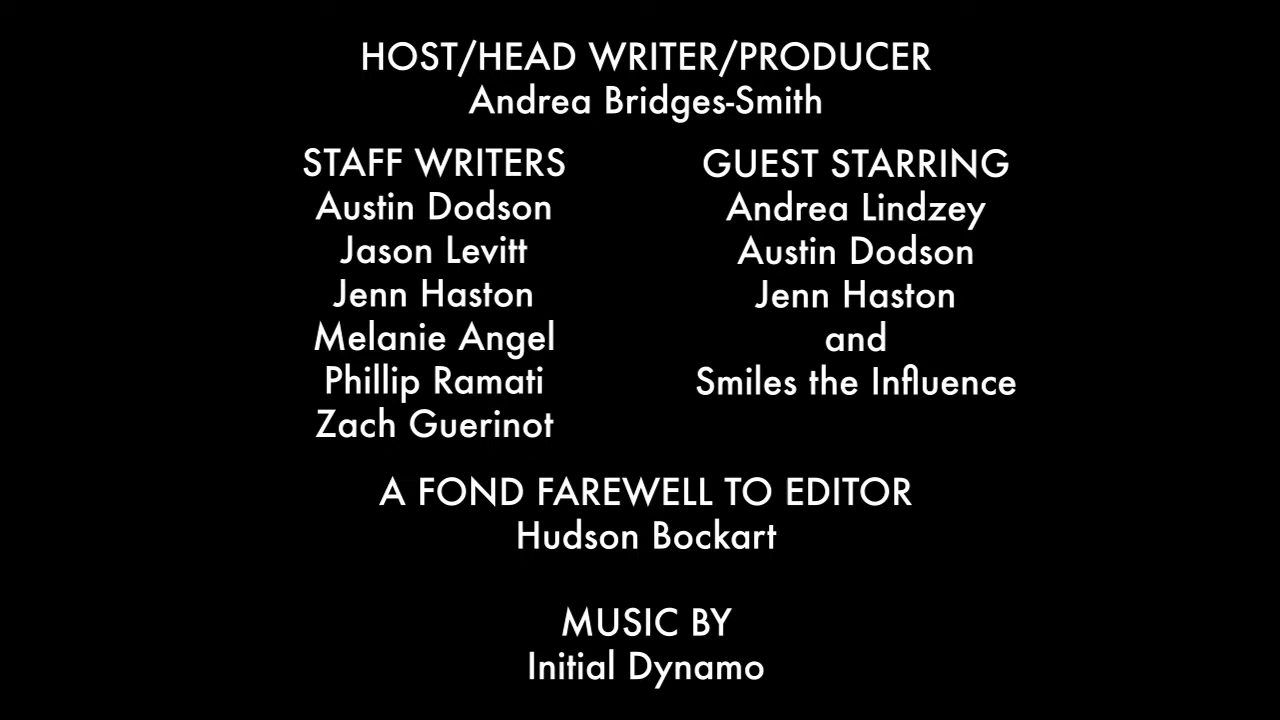 HOST/HEAD WRITER/PRODUCER
Andrea Bridges-Smith
STAFF WRITERS
Austin Dodson
Jason Levitt
Jenn Haston
Melanie Angel
Phillip Ramati
Zach Guerinot
GUEST STARRING
Andrea Lindzey
Austin Dodson
Jenn Haston
and
Smiles the Influence
A FOND FAREWELL TO EDITOR
Hudson Bockart
MUSIC BY
Initial Dynamo